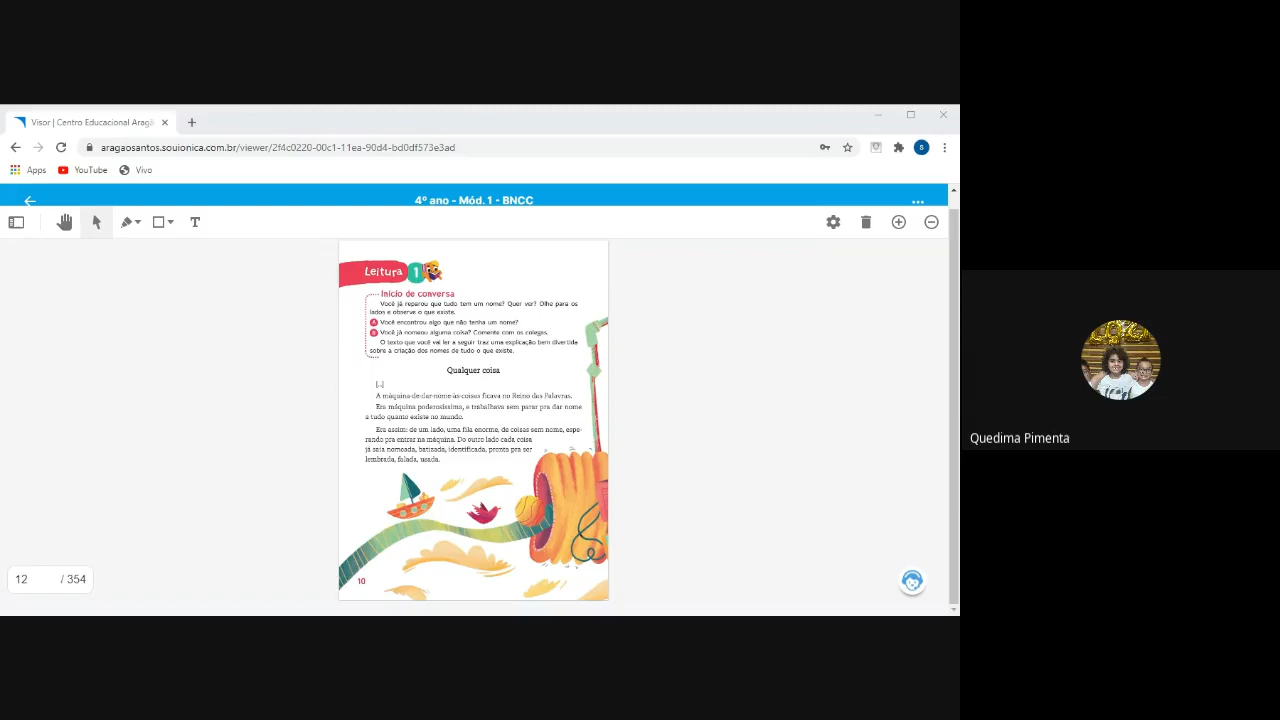 Visor | Centro Educacional Aragã
aragaosantos.souionica.com.br/viewer/2f4c0220-00c1-11ea-90d4-bd0df573e3ad
S
Apps YouTube Vivo
4º ano - Mód. 1 - BNCC
T
Leitura 1
Início de conversa
Você já reparou que tudo tem um nome? Quer ver? Olhe para os
lados e observe o que existe.
A Você encontrou algo que não tenha um nome?
B Você já nomeou alguma coisa? Comente com os colegas.
O texto que você vai ler a seguir traz uma explicação bem divertida
sobre a criação dos nomes de tudo o que existe.
Qualquer coisa
[...]
A máquina-de-dar-nome-às-coisas ficava no Reino das Palavras.
Era máquina poderosíssima, e trabalhava sem parar pra dar nome
a tudo quanto existe no mundo.
Era assim: de um lado, uma fila enorme, de coisas sem nome, espe-
rando pra entrar na máquina. Do outro lado cada coisa
já saía nomeada, batizada, identificada, pronta pra ser
lembrada, falada, usada.
10
12 / 354
Quedima Pimenta